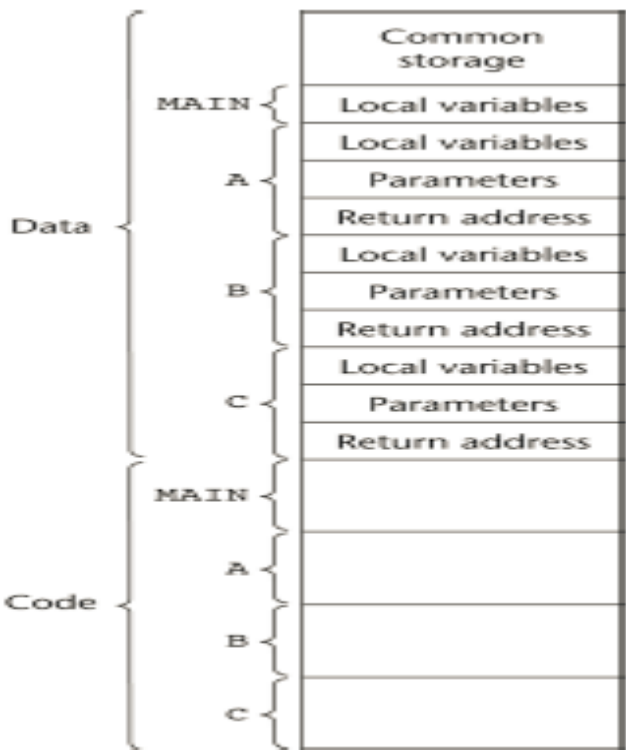 Common
storage
MAIN
Local variables
Local variables
A
Parameters
Data
Return address
Local variables
B
Parameters
Return address
Local variables
C
Parameters
Return address
MAIN
A
Code
B
C